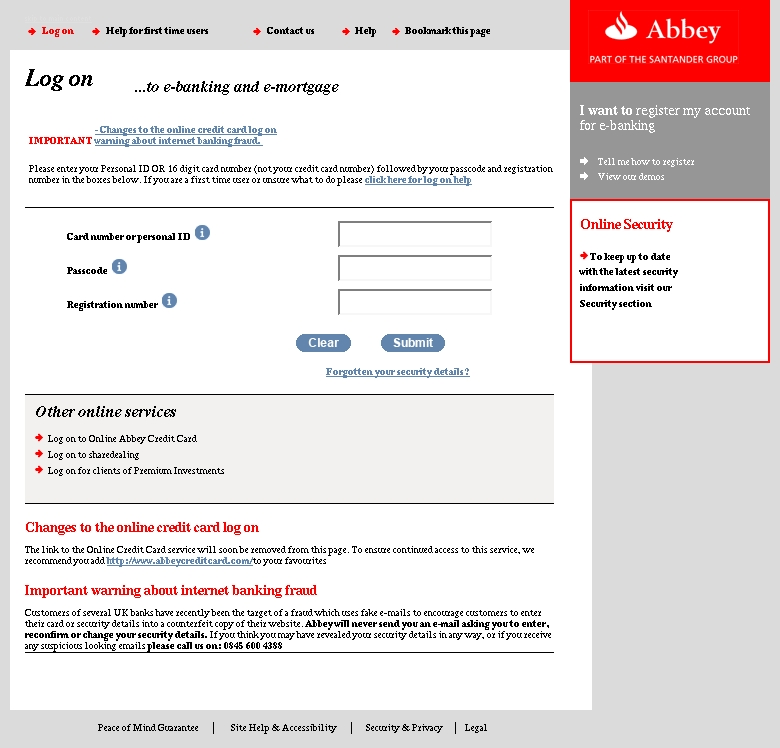 Log on
Help for first time users
Contact us
Help
Bookmark this page
Abbey
PART OF THE SANTANDER GROUP
Log on
...to e-banking and e-mortgage
I want to register my account
for e-banking
Tell me how to register
View our demos
- Changes to the online credit card log on
IMPORTANT warning about internet banking fraud.
Please enter your Personal ID OR 16 digit card number (not your credit card number) followed by your passcode and registration
number in the boxes below. If you are a first time user or unsure what to do please click here for log on help
Online Security
To keep up to date
with the latest security
information visit our
Security section
Card number or personal ID i
Passcode i
Registration number i
Clear
Submit
Forgotten your security details?
Other online services
Log on to Online Abbey Credit Card
Log on to sharedealing
Log on for clients of Premium Investments
Changes to the online credit card log on
The link to the Online Credit Card service will soon be removed from this page. To ensure continued access to this service, we
recommend you add http://www.abbeycreditcard.com/to your favourites
Important warning about internet banking fraud
Customers of several UK banks have recently been the target of a fraud which uses fake e-mails to encourage customers to enter
their card or security details into a counterfeit copy of their website. Abbey will never send you an e-mail asking you to enter,
reconfirm or change your security details. If you think you may have revealed your security details in any way, or if you receive
any suspicious looking emails please call us on: 0845 600 4388
Peace of Mind Guarantee | Site Help & Accessibility | Security & Privacy | Legal